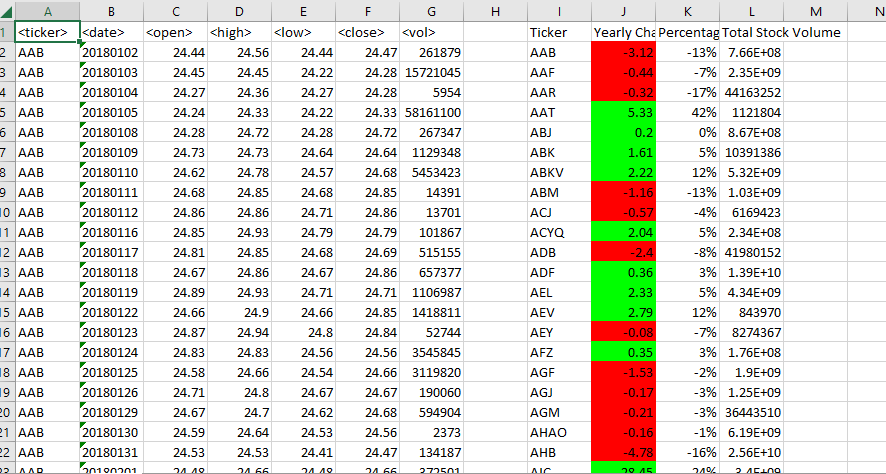 A B C D E F G H I J K L M N
1 <ticker> <date> <open> <high> <low> <close> <vol> Ticker Yearly Cha Percentag Total Stock Volume
2 AAB 20180102 24.44 24.56 24.44 24.47 261879 AAB -3.12 -13% 7.66E+08
3 AAB 20180103 24.45 24.45 24.22 24.28 15721045 AAF -0.44 -7% 2.35E+09
4 AAB 20180104 24.27 24.36 24.27 24.28 5954 AAR -0.32 -17% 44163252
5 AAB 20180105 24.24 24.33 24.22 24.33 58161100 AAT 5.33 42% 1121804
6 AAB 20180108 24.28 24.72 24.28 24.72 267347 ABJ 0.2 0% 8.67E+08
7 AAB 20180109 24.73 24.73 24.64 24.64 1129348 ABK 1.61 5% 10391386
8 AAB 20180110 24.62 24.78 24.57 24.68 5453423 ABKV 2.22 12% 5.32E+09
9 AAB 20180111 24.68 24.85 24.68 24.85 14391 ABM -1.16 -13% 1.03E+09
10 AAB 20180112 24.86 24.86 24.71 24.86 13701 ACJ -0.57 -4% 6169423
11 AAB 20180116 24.85 24.93 24.79 24.79 101867 ACYQ 2.04 5% 2.34E+08
12 AAB 20180117 24.81 24.85 24.68 24.69 515155 ADB -2.4 -8% 41980152
13 AAB 20180118 24.67 24.86 24.67 24.86 657377 ADF 0.36 3% 1.39E+10
14 AAB 20180119 24.89 24.93 24.71 24.71 1106987 AEL 2.33 5% 4.34E+09
15 AAB 20180122 24.66 24.9 24.66 24.85 1418811 AEV 2.79 12% 843970
16 AAB 20180123 24.87 24.94 24.8 24.84 52744 AEY -0.08 -7% 8274367
17 AAB 20180124 24.83 24.83 24.56 24.56 3545845 AFZ 0.35 3% 1.76E+08
18 AAB 20180125 24.58 24.66 24.54 24.66 3119820 AGF -1.53 -2% 1.9E+09
19 AAB 20180126 24.71 24.8 24.67 24.67 190060 AGJ -0.17 -3% 1.25E+09
20 AAB 20180129 24.67 24.7 24.62 24.68 594904 AGM -0.21 -3% 36443510
21 AAB 20180130 24.59 24.64 24.53 24.56 2373 AHAO -0.16 -1% 6.19E+09
22 AAB 20180131 24.53 24.53 24.41 24.47 134187 AHB -4.78 -16% 2.56E+10
23 AAB 20180201 24.48 24.66 24.48 24.66 372501 AIC 28.45 24% 3.4E+09